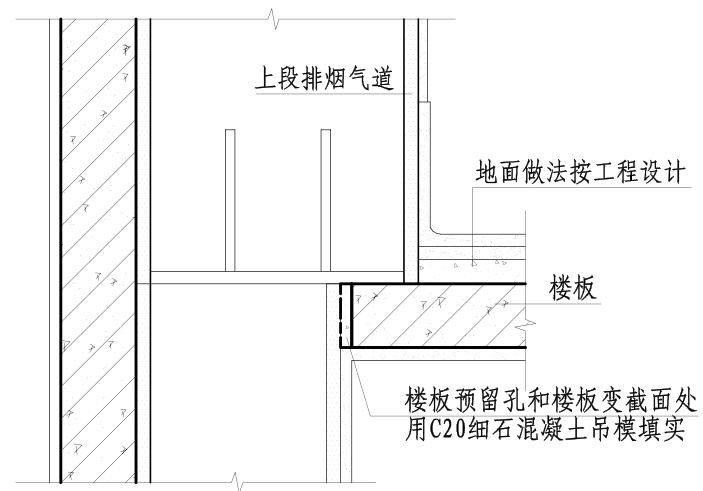 上段排烟气道
地面做法按工程设计
楼板
楼板预留孔和楼板变截面处
用C20细石混凝土吊模填实